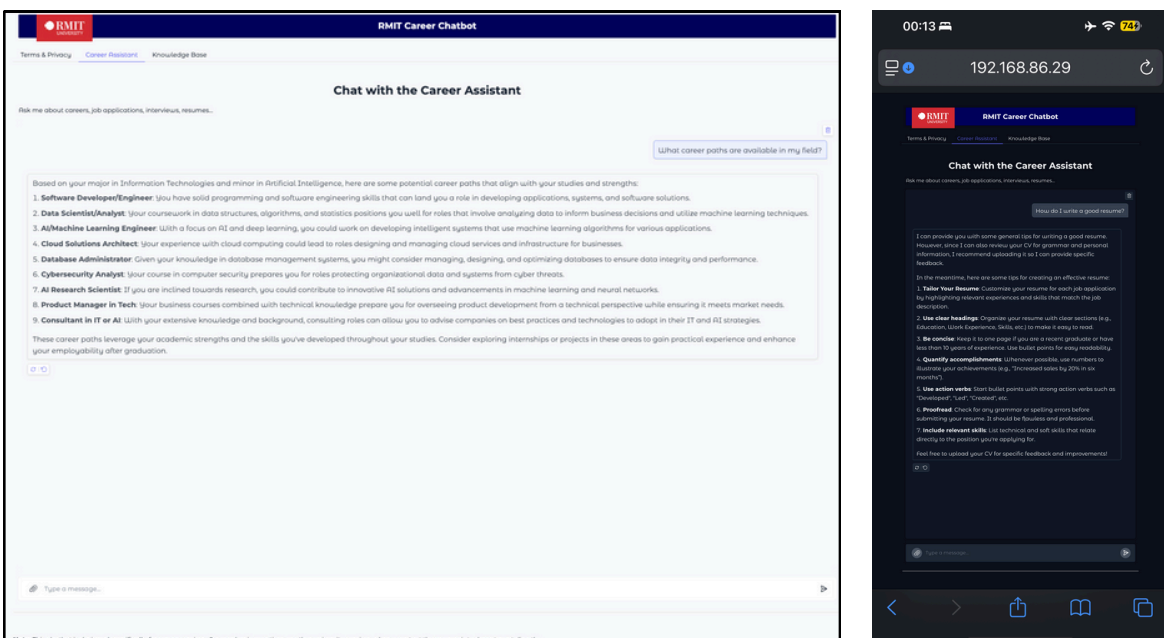 RMIT
UNIVERSITY
RMIT Career Chatbot
Terms & Privacy Career Assistant Knowledge Base
Chat with the Career Assistant
Ask me about careers, job applications, interviews, resumes...
What career paths are available in my field?
Based on your major in Information Technologies and minor in Artificial Intelligence, here are some potential career paths that align with your studies and strengths:
1. Software Developer/Engineer: You have solid programming and software engineering skills that can land you a role in developing applications, systems, and software solutions.
2. Data Scientist/Analyst: Your coursework in data structures, algorithms, and statistics positions you well for roles that involve analyzing data to inform business decisions and utilize machine learning techniques.
3. AI/Machine Learning Engineer: With a focus on AI and deep learning, you could work on developing intelligent systems that use machine learning algorithms for various applications.
4. Cloud Solutions Architect: Your experience with cloud computing could lead to roles designing and managing cloud services and infrastructure for businesses.
5. Database Administrator: Given your knowledge in database management systems, you might consider managing, designing, and optimizing databases to ensure data integrity and performance.
6. Cybersecurity Analyst: Your course in computer security prepares you for roles protecting organizational data and systems from cyber threats.
7. AI Research Scientist: If you are inclined towards research, you could contribute to innovative AI solutions and advancements in machine learning and neural networks.
8. Product Manager in Tech: Your business courses combined with technical knowledge prepare you for overseeing product development from a technical perspective while ensuring it meets market needs.
9. Consultant in IT or AI: With your extensive knowledge and background, consulting roles can allow you to advise companies on best practices and technologies to adopt in their IT and AI strategies.
These career paths leverage your academic strengths and the skills you've developed throughout your studies. Consider exploring internships or projects in these areas to gain practical experience and enhance
your employability after graduation.
Type a message...
00:13
74
192.168.86.29
RMIT
UNIVERSITY
RMIT Career Chatbot
Terms & Privacy Career Assistant Knowledge Base
Chat with the Career Assistant
Ask me about careers, job applications, interviews, resumes...
How do I write a good resume?
I can provide you with some general tips for writing a good resume.
However, since I can also review your CV for grammar and personal
information, I recommend uploading it so I can provide specific
feedback.
In the meantime, here are some tips for creating an effective resume:
1. Tailor Your Resume: Customize your resume for each job application
by highlighting relevant experiences and skills that match the job
description.
2. Use clear headings: Organize your resume with clear sections (e.g.,
Education, Work Experience, Skills, etc.) to make it easy to read.
3. Be concise: Keep it to one page if you are a recent graduate or have
less than 10 years of experience. Use bullet points for easy readability.
4. Quantify accomplishments: Whenever possible, use numbers to
illustrate your achievements (e.g., "Increased sales by 20% in six
months").
5. Use action verbs: Start bullet points with strong action verbs such as
"Developed", "Led", "Created", etc.
6. Proofread: Check for any grammar or spelling errors before
submitting your resume. It should be flawless and professional.
7. Include relevant skills: List technical and soft skills that relate
directly to the position you're applying for.
Feel free to upload your CV for specific feedback and improvements!
Type a message...